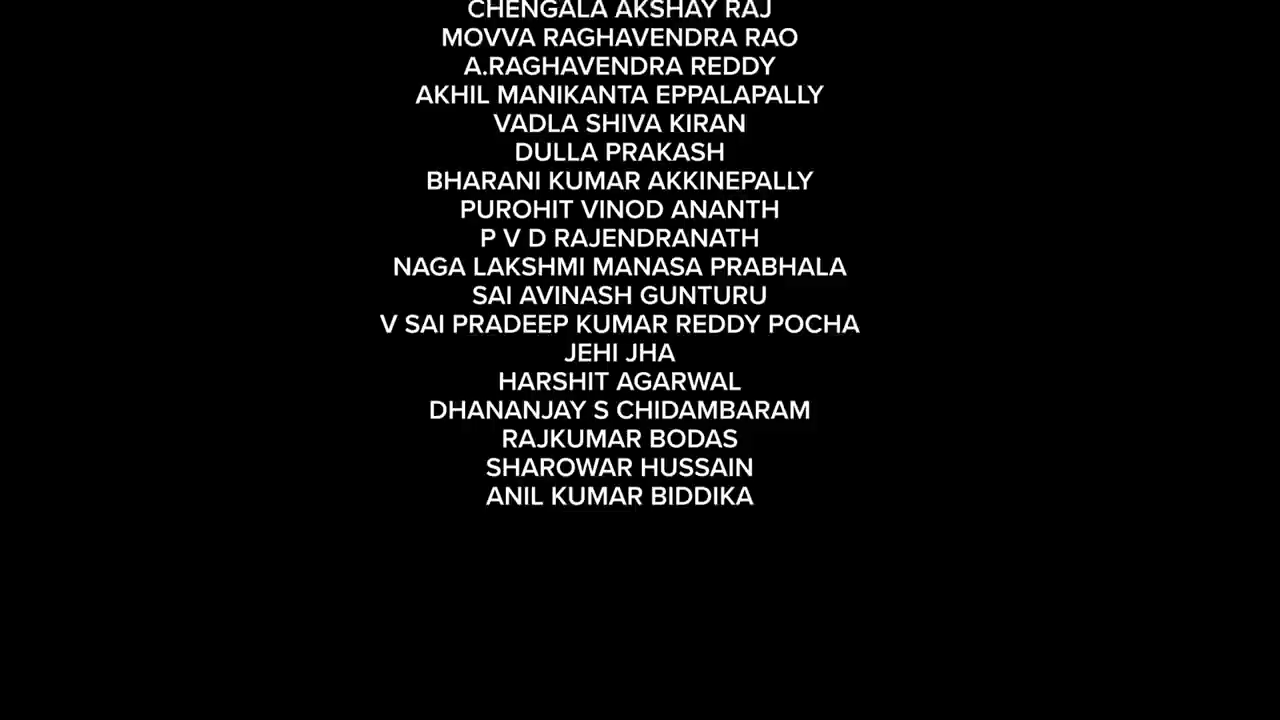 CHENGALA AKSHAY RAJ
MOVVA RAGHAVENDRA RAO
A.RAGHAVENDRA REDDY
AKHIL MANIKANTA EPPALAPALLY
VADLA SHIVA KIRAN
DULLA PRAKASH
BHARANI KUMAR AKKINEPALLY
PUROHIT VINOD ANANTH
P V D RAJENDRANATH
NAGA LAKSHMI MANASA PRABHALA
SAI AVINASH GUNTURU
V SAI PRADEEP KUMAR REDDY POCHA
JEHI JHA
HARSHIT AGARWAL
DHANANJAY S CHIDAMBARAM
RAJKUMAR BODAS
SHAROWAR HUSSAIN
ANIL KUMAR BIDDIKA